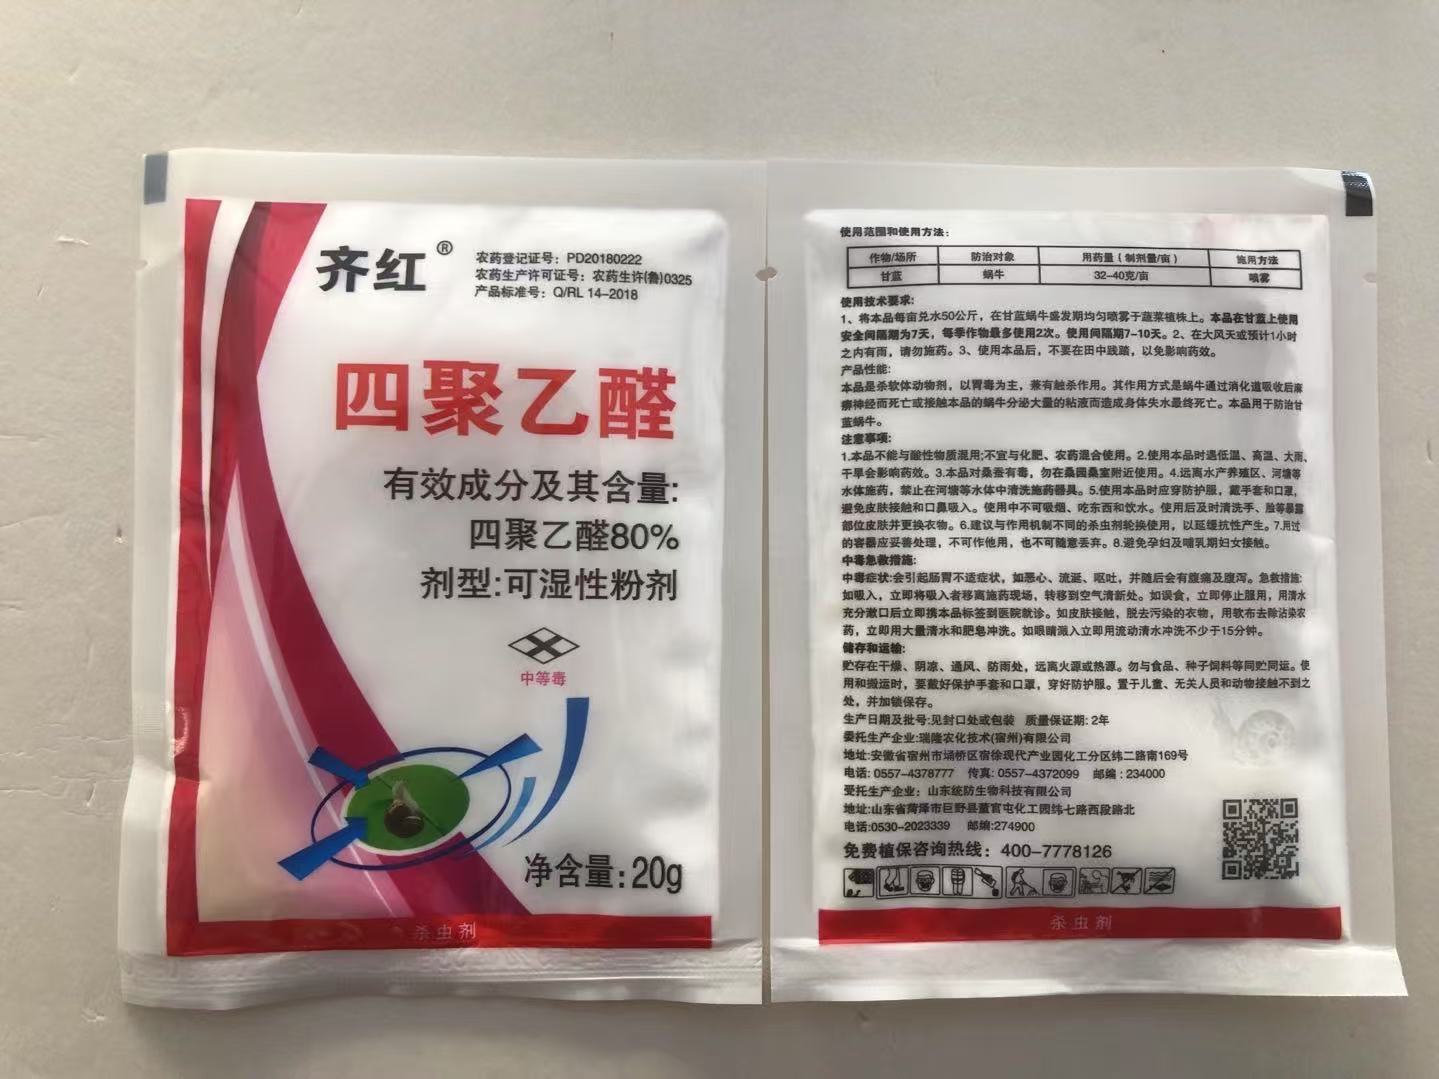 齐红®
农药登记证号：PD20180222
农药生产许可证号：农药生许(鲁)0325
产品标准号：Q/RL 14-2018
四聚乙醛
有效成分及其含量:
四聚乙醛80%
剂型:可湿性粉剂
中等毒
净含量:20g
杀虫剂
使用范围和使用方法：
作物/场所 防治对象 用药量（制剂量/亩） 施用方法
甘蓝 蜗牛 32-40克/亩 喷雾
使用技术要求:
1、将本品每亩兑水50公斤，在甘蓝蜗牛盛发期均匀喷雾于蔬菜植株上。本品在甘蓝上使用
安全间隔期为7天，每季作物最多使用2次。使用间隔期7-10天。2、在大风天或预计1小时
之内有雨，请勿施药。3、使用本品后，不要在田中践踏，以免影响药效。
产品性能:
本品是杀软体动物剂，以胃毒为主，兼有触杀作用。其作用方式是蜗牛通过消化道吸收后麻
痹神经而死亡或接触本品的蜗牛分泌大量的粘液而造成身体失水最终死亡。本品用于防治甘
蓝蜗牛。
注意事项:
1.本品不能与酸性物质混用;不宜与化肥、农药混合使用。2.使用本品时遇低温、高温、大雨、
干旱会影响药效。3.本品对桑蚕有毒，勿在桑园桑室附近使用。4.远离水产养殖区、河塘等
水体施药，禁止在河塘等水体中清洗施药器具。5.使用本品时应穿防护服，戴手套和口罩，
避免皮肤接触和口鼻吸入。使用中不可吸烟、吃东西和饮水。使用后及时清洗手、脸等暴露
部位皮肤并更换衣物。6.建议与作用机制不同的杀虫剂轮换使用，以延缓抗性产生。7.用过
的容器应妥善处理，不可作他用，也不可随意丢弃。8.避免孕妇及哺乳期妇女接触。
中毒急救措施:
中毒症状:会引起肠胃不适症状，如恶心、流涎、呕吐，并随后会有腹痛及腹泻。急救措施:
如吸入，立即将吸入者移离施药现场，转移到空气清新处。如误食，立即停止服用，用清水
充分漱口后立即携本品标签到医院就诊。如皮肤接触，脱去污染的衣物，用软布去除沾染农
药，立即用大量清水和肥皂冲洗。如眼睛溅入立即用流动清水冲洗不少于15分钟。
储存和运输:
贮存在干燥、阴凉、通风、防雨处，远离火源或热源。勿与食品、种子饲料等同贮同运。使
用和搬运时，要戴好保护手套和口罩，穿好防护服。置于儿童、无关人员和动物接触不到之
处，并加锁保存。
生产日期及批号:见封口处或包装 质量保证期: 2年
委托生产企业:瑞隆农化技术(宿州)有限公司
地址:安徽省宿州市埇桥区宿徐现代产业园化工分区纬二路南169号
电话: 0557-4378777 传真: 0557-4372099 邮编：234000
受托生产企业：山东统防生物科技有限公司
地址:山东省菏泽市巨野县董官屯化工园纬七路西段路北
电话:0530-2023339 邮编:274900
免费植保咨询热线：400-7778126
杀虫剂